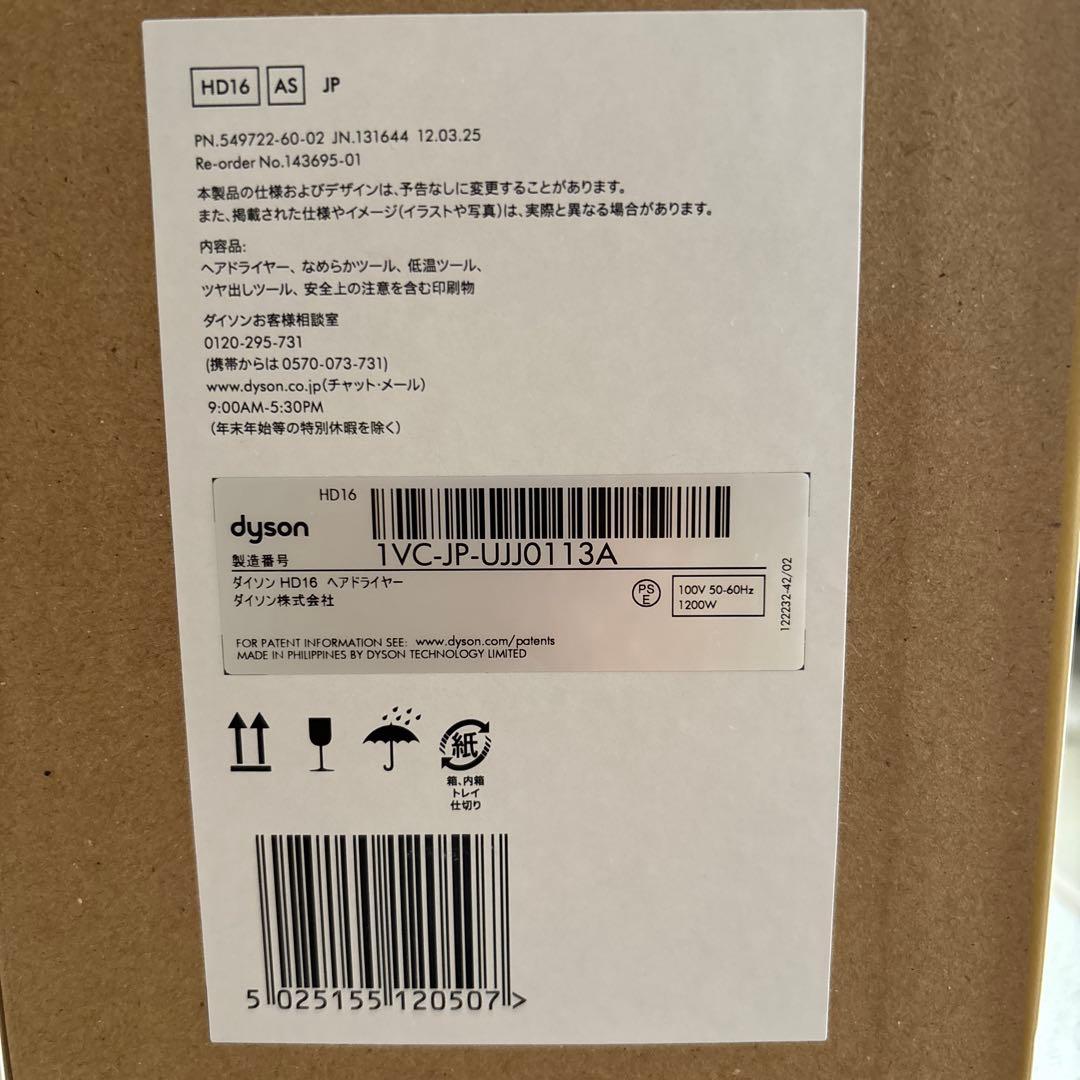 HD16 AS JP
PN.549722-60-02 JN.131644 12.03.25
Re-order No.143695-01
本製品の仕様およびデザインは、予告なしに変更することがあります。
また、掲載された仕様やイメージ(イラストや写真)は、実際と異なる場合があります。
内容品:
ヘアドライヤー、なめらかツール、低温ツール、
ツヤ出しツール、安全上の注意を含む印刷物
ダイソンお客様相談室
0120-295-731
(携帯からは 0570-073-731)
www.dyson.co.jp(チャット・メール)
9:00AM-5:30PM
(年末年始等の特別休暇を除く)
HD16
dyson
製造番号
1VC-JP-UJJ0113A
ダイソン HD16 ヘアドライヤー
ダイソン株式会社
PS
E
100V 50-60Hz
1200W
122232-42/02
FOR PATENT INFORMATION SEE: www.dyson.com/patents
MADE IN PHILIPPINES BY DYSON TECHNOLOGY LIMITED
紙
箱、内箱
トレイ
仕切り
5 025155 120507 >